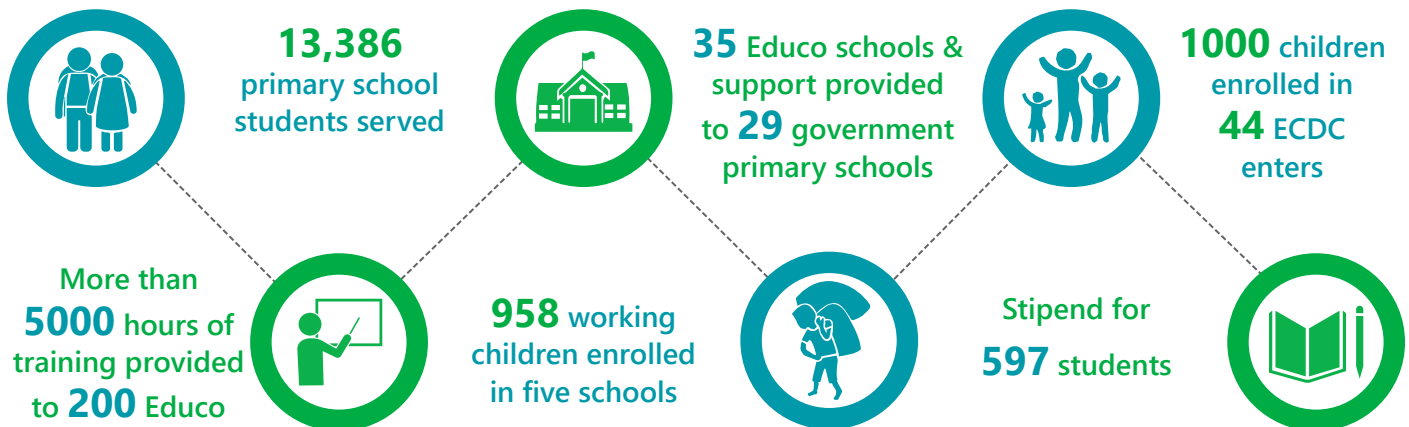 13,386
primary school
students served
35 Educo schools &
support provided
to 29 government
primary schools
1000 children
enrolled in
44 ECDC
enters
More than
5000 hours of
training provided
to 200 Educo
958 working
children enrolled
in five schools
Stipend for
597 students